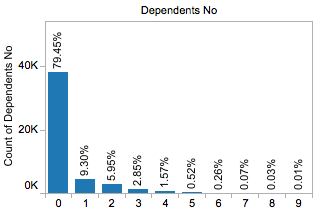 Dependents No
Count of Dependents No
40K
20K
0K
79.45%
9.30%
5.95%
2.85%
1.57%
0.52%
0.26%
0.07%
0.03%
0.01%
0 1 2 3 4 5 6 7 8 9